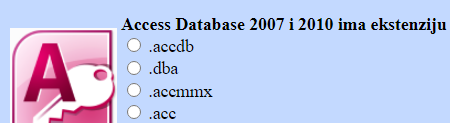 Access Database 2007 i 2010 ima ekstenziju
.accdb
.dba
.accmmx
.acc
A